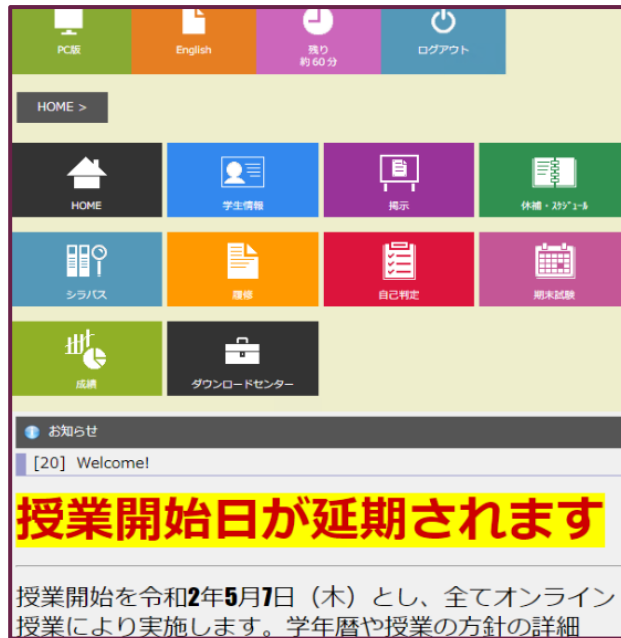 PC版 English 残り ログアウト
約60分
HOME >
HOME 学生情報 掲示 休補・ｽｹｼﾞｭｰﾙ
シラバス 履修 自己判定 期末試験
成績 ダウンロードセンター
お知らせ
[20] Welcome!
授業開始日が延期されます
授業開始を令和2年5月7日（木）とし、全てオンライン
授業により実施します。学年暦や授業の方針の詳細